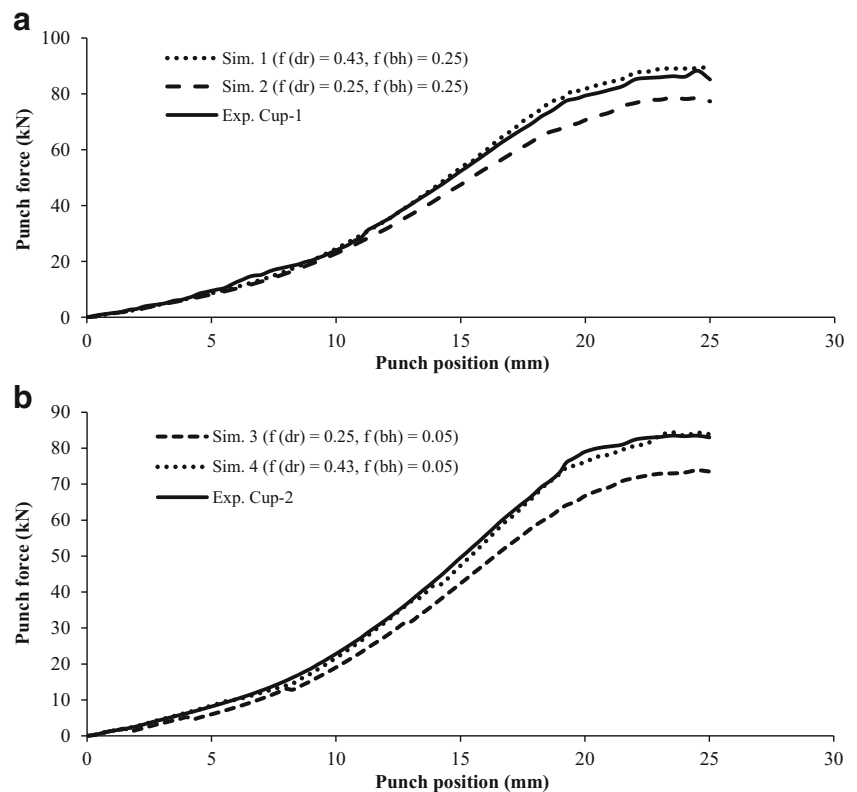 a
100
80
60
40
20
0
Punch force (kN)
Sim. 1 (f (dr) = 0.43, f (bh) = 0.25)
Sim. 2 (f (dr) = 0.25, f (bh) = 0.25)
Exp. Cup-1
0 5 10 15 20 25 30
Punch position (mm)
b
90
80
70
60
50
40
30
20
10
0
Punch force (kN)
Sim. 3 (f (dr) = 0.25, f (bh) = 0.05)
Sim. 4 (f (dr) = 0.43, f (bh) = 0.05)
Exp. Cup-2
0 5 10 15 20 25 30
Punch position (mm)